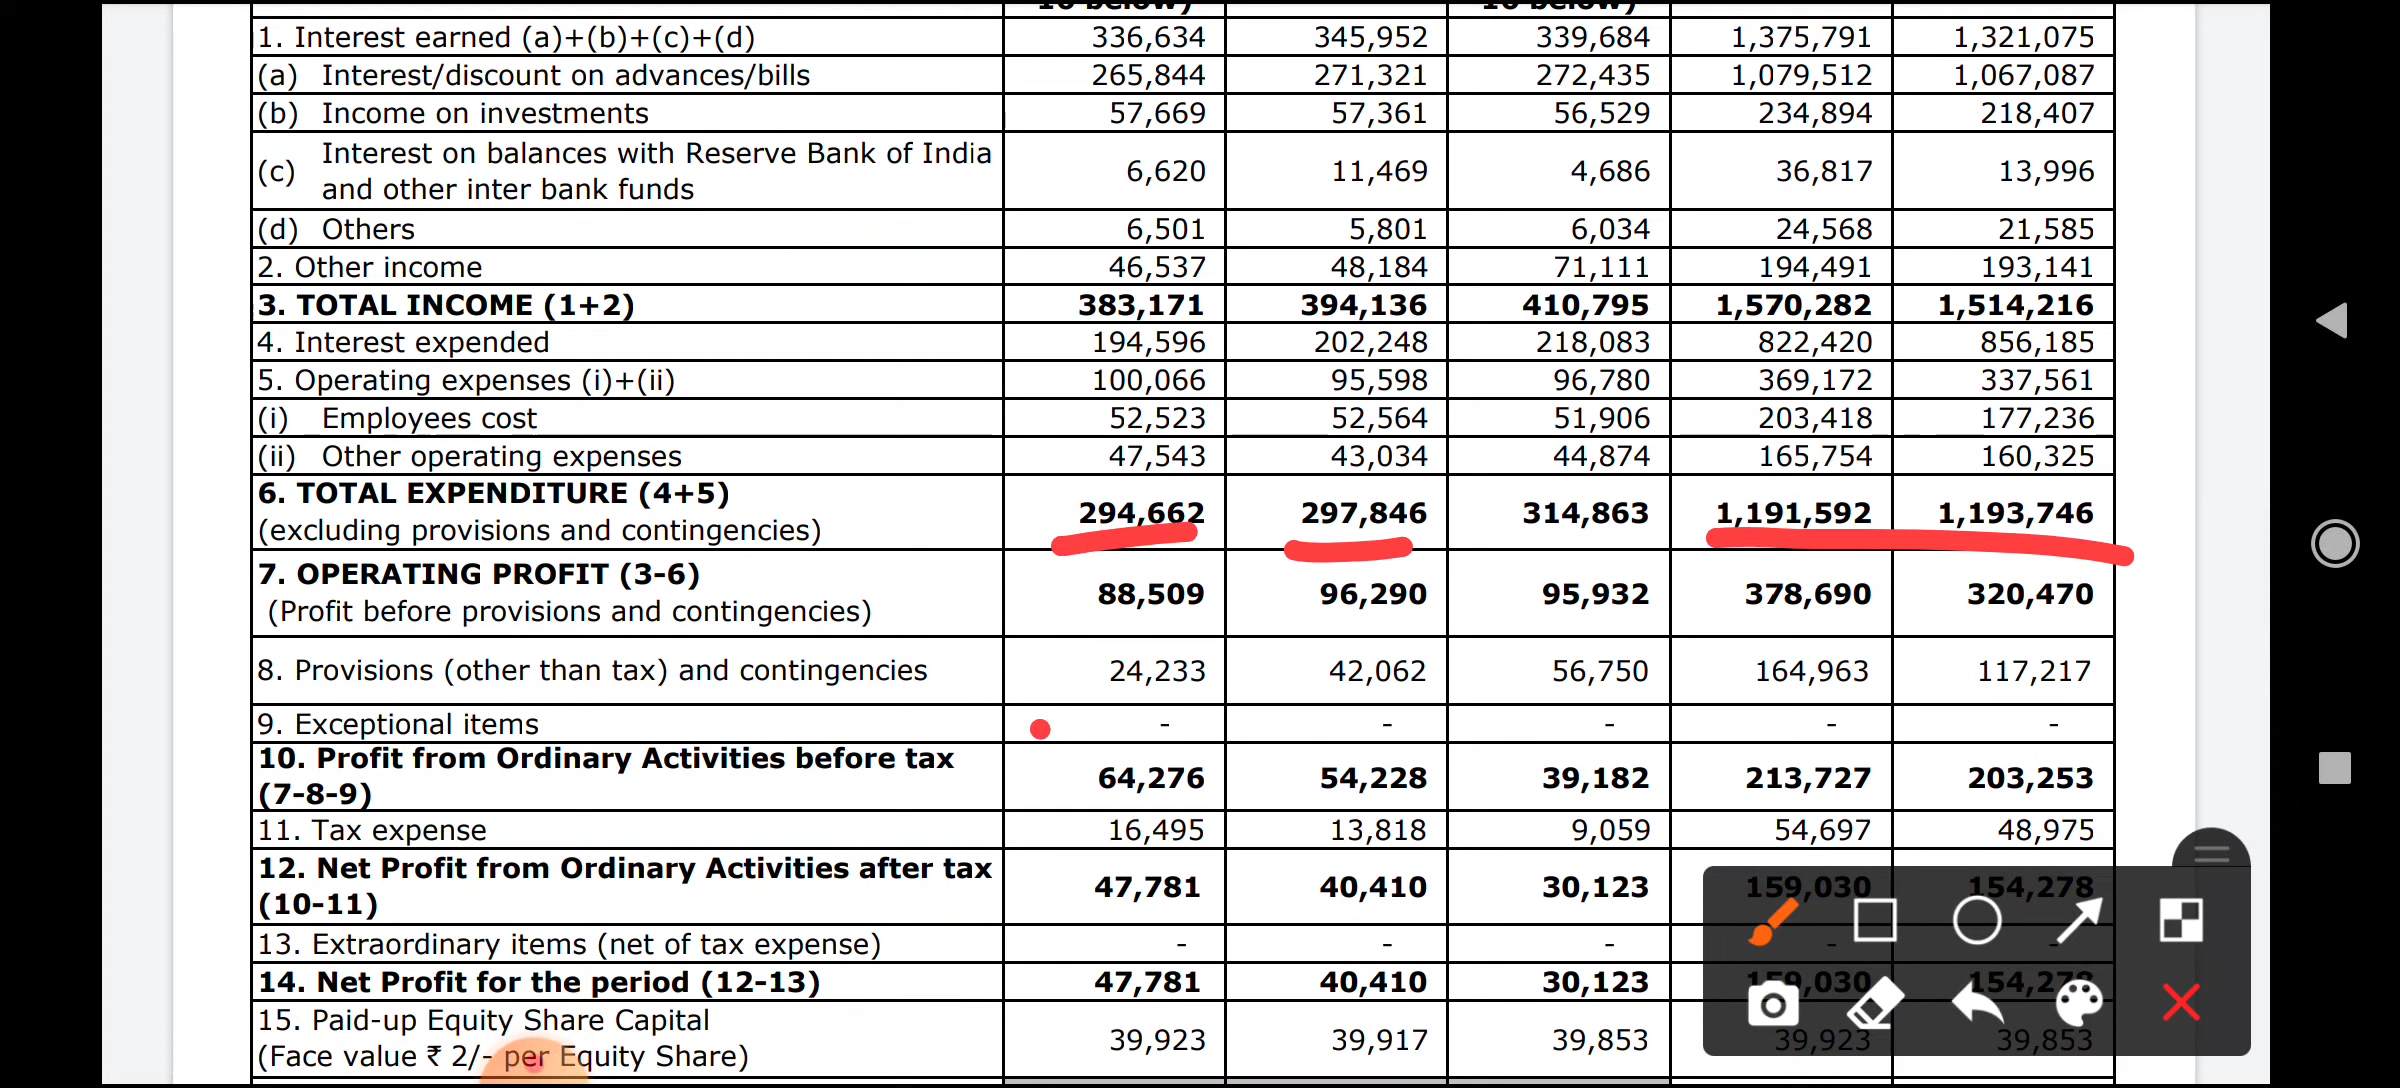 1. Interest earned (a)+(b)+(c)+(d) 336,634 345,952 339,684 1,375,791 1,321,075
(a) Interest/discount on advances/bills 265,844 271,321 272,435 1,079,512 1,067,087
(b) Income on investments 57,669 57,361 56,529 234,894 218,407
(c) Interest on balances with Reserve Bank of India
and other inter bank funds 6,620 11,469 4,686 36,817 13,996
(d) Others 6,501 5,801 6,034 24,568 21,585
2. Other income 46,537 48,184 71,111 194,491 193,141
3. TOTAL INCOME (1+2) 383,171 394,136 410,795 1,570,282 1,514,216
4. Interest expended 194,596 202,248 218,083 822,420 856,185
5. Operating expenses (i)+(ii) 100,066 95,598 96,780 369,172 337,561
(i) Employees cost 52,523 52,564 51,906 203,418 177,236
(ii) Other operating expenses 47,543 43,034 44,874 165,754 160,325
6. TOTAL EXPENDITURE (4+5)
(excluding provisions and contingencies) 294,662 297,846 314,863 1,191,592 1,193,746
7. OPERATING PROFIT (3-6)
(Profit before provisions and contingencies) 88,509 96,290 95,932 378,690 320,470
8. Provisions (other than tax) and contingencies 24,233 42,062 56,750 164,963 117,217
9. Exceptional items - - - - -
10. Profit from Ordinary Activities before tax
(7-8-9) 64,276 54,228 39,182 213,727 203,253
11. Tax expense 16,495 13,818 9,059 54,697 48,975
12. Net Profit from Ordinary Activities after tax
(10-11) 47,781 40,410 30,123 159,030 154,278
13. Extraordinary items (net of tax expense) - - - - -
14. Net Profit for the period (12-13) 47,781 40,410 30,123 159,030 154,278
15. Paid-up Equity Share Capital
(Face value ₹ 2/- per Equity Share) 39,923 39,917 39,853 39,923 39,853